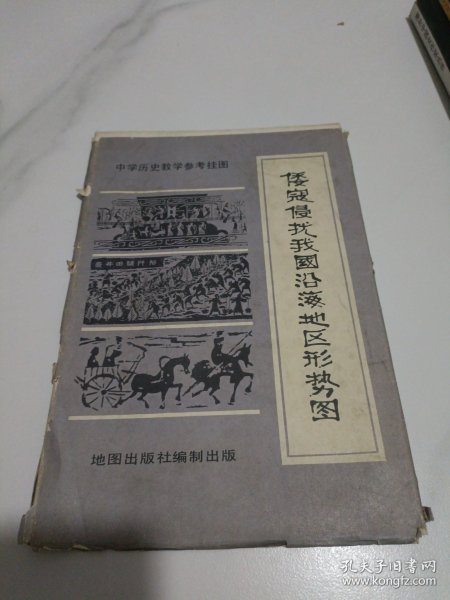 中学历史教学参考挂图
倭寇侵扰我國沿海地区形势图
地图出版社编制出版
孔夫子旧书网
www.kongfz.com